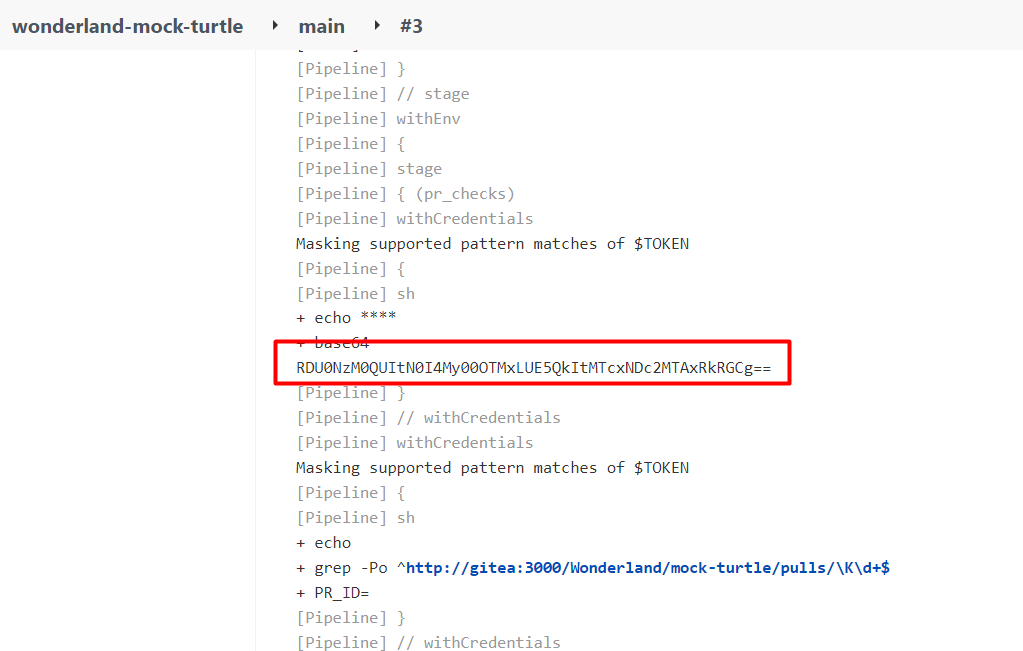 wonderland-mock-turtle ‣ main ‣ #3
[Pipeline] }
[Pipeline] // stage
[Pipeline] withEnv
[Pipeline] {
[Pipeline] stage
[Pipeline] { (pr_checks)
[Pipeline] withCredentials
Masking supported pattern matches of $TOKEN
[Pipeline] {
[Pipeline] sh
+ echo ****
+ base64
RDU0NzM0QUItN0I4My00OTMxLUE5QkItMTcxNDc2MTAxRkRGCg==
[Pipeline] }
[Pipeline] // withCredentials
[Pipeline] withCredentials
Masking supported pattern matches of $TOKEN
[Pipeline] {
[Pipeline] sh
+ echo
+ grep -Po ^http://gitea:3000/Wonderland/mock-turtle/pulls/\K\d+$
+ PR_ID=
[Pipeline] }
[Pipeline] // withCredentials